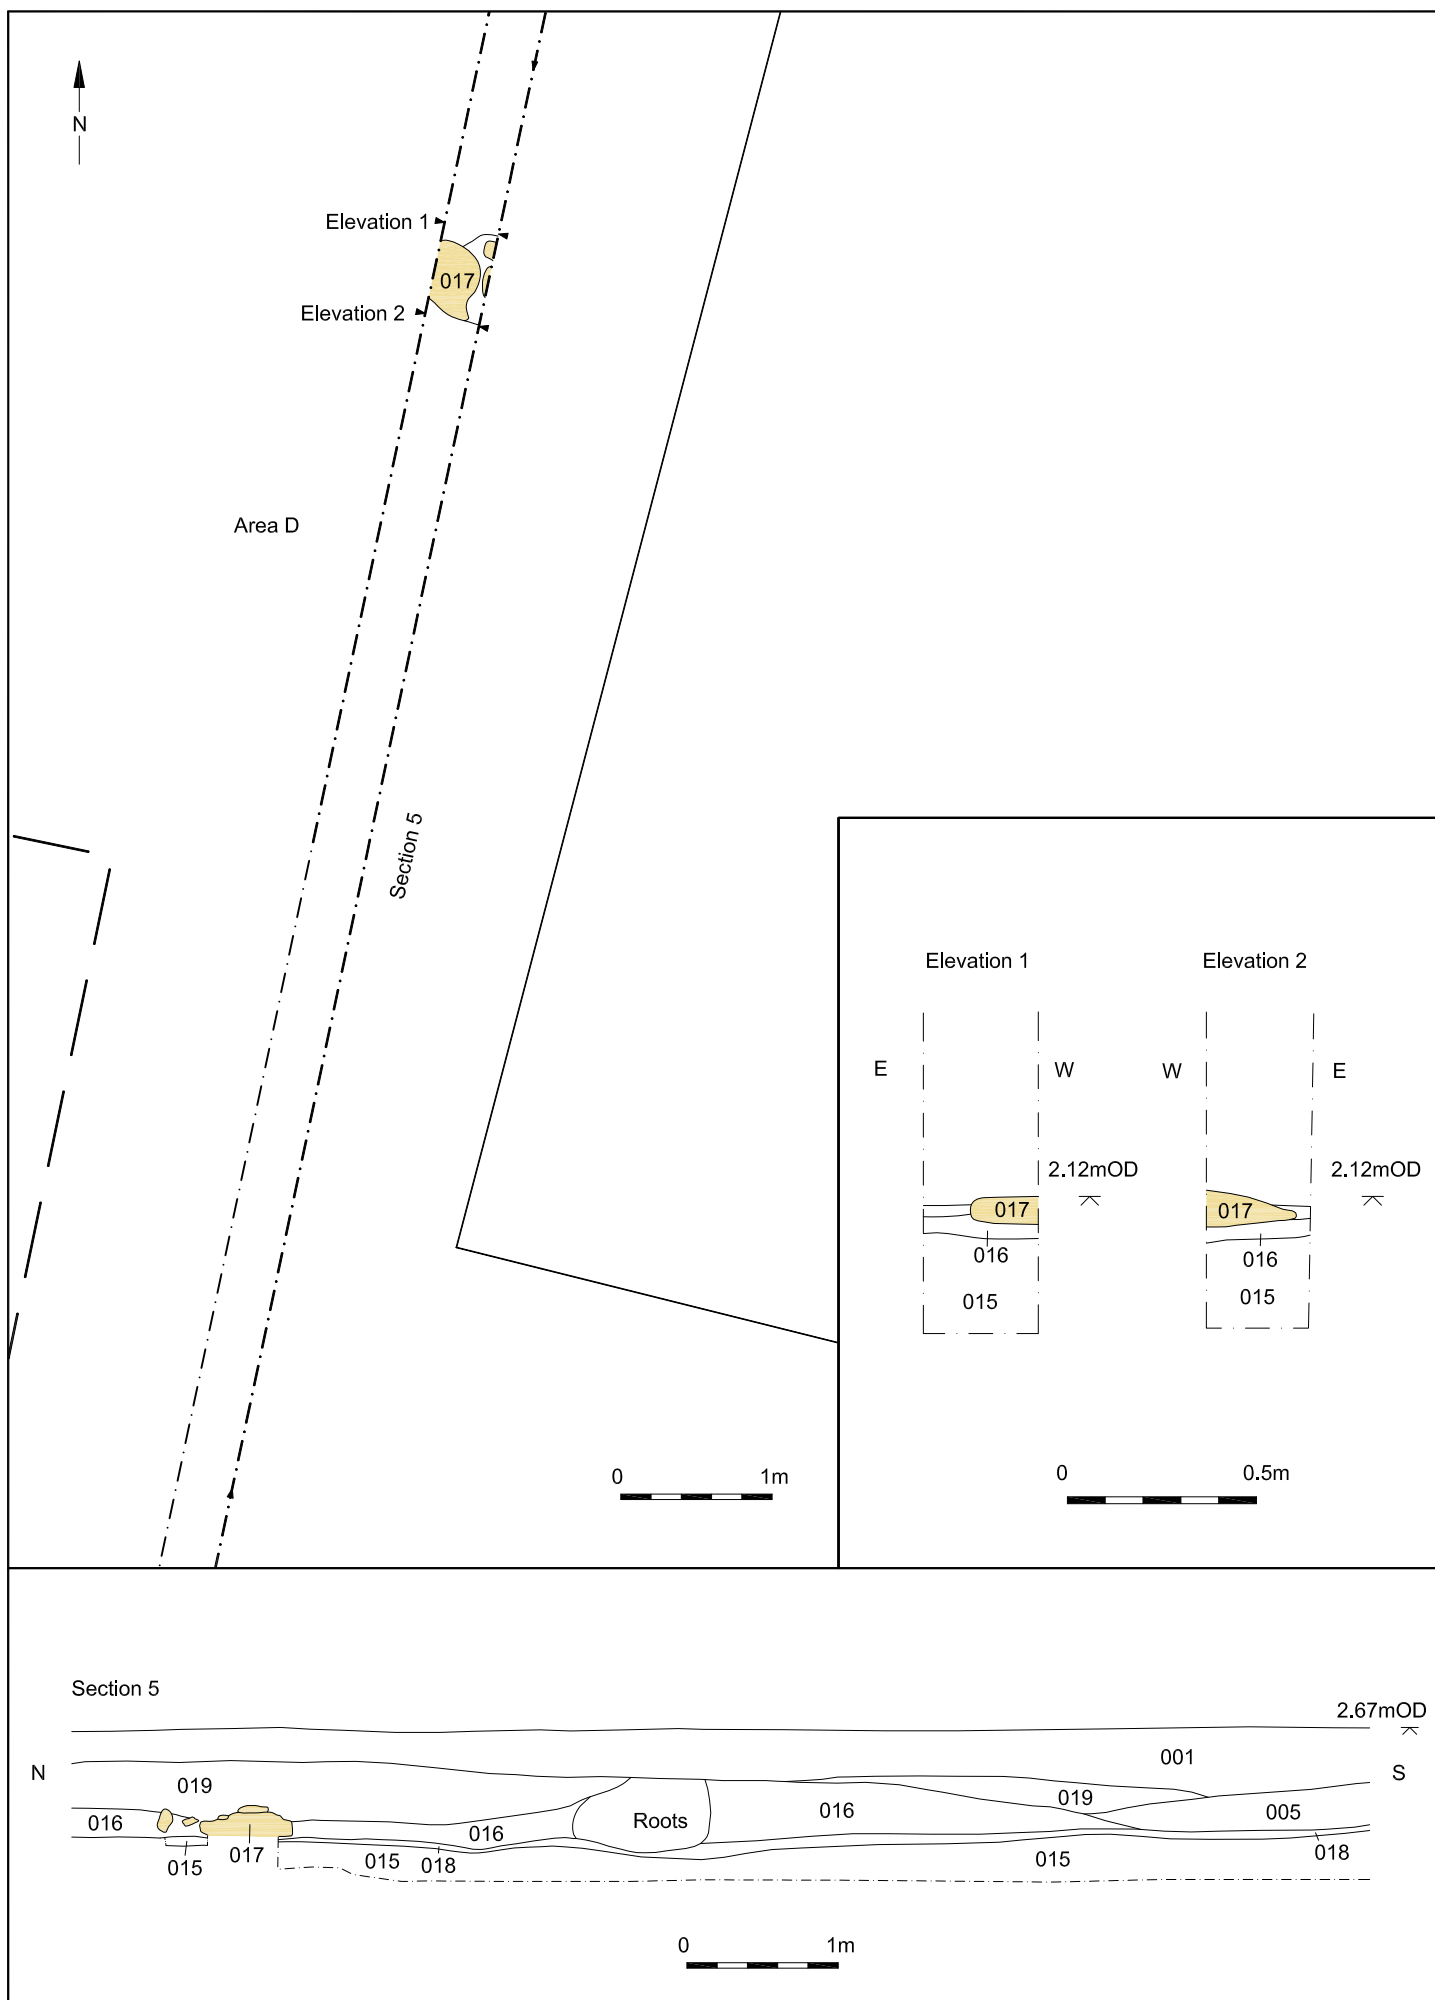 N
Elevation 1
017
Elevation 2
Area D
Section 5
0 1m
Elevation 1 Elevation 2
E W W E
2.12mOD 2.12mOD
017 017
016 016
015 015
0 0.5m
Section 5
2.67mOD
N 001 S
019 019
016 016 Roots 016 005
015 017 015 018 015 018
0 1m